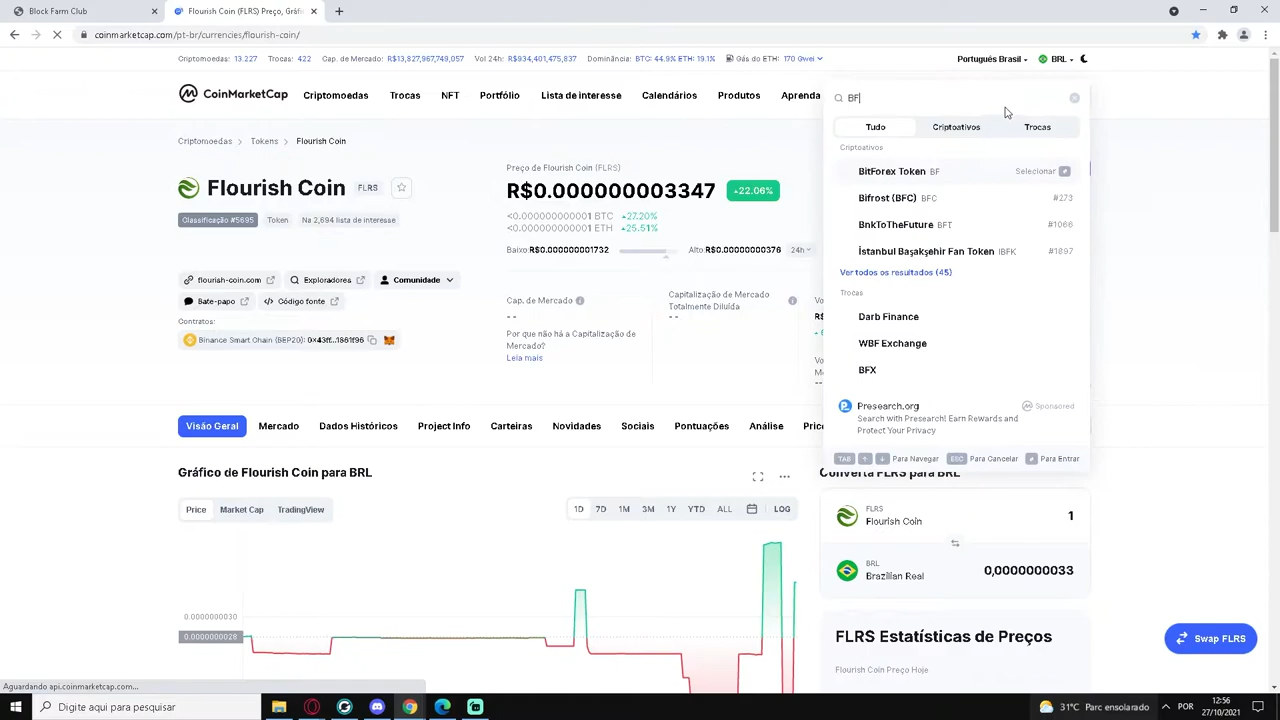 Block Farm Club
Flourish Coin (FLRS) Preço, Gráfi
coinmarketcap.com/pt-br/currencies/flourish-coin/
Criptomoedas: 13.227 Trocas: 422 Cap. de Mercado: R$13,827,967,749,057 Vol 24h: R$934,401,475,837 Dominância: BTC: 44.9% ETH: 19.1% Gás do ETH: 170 Gwei
Português Brasil BRL
CoinMarketCap Criptomoedas Trocas NFT Portfólio Lista de interesse Calendários Produtos Aprenda
BF
Tudo Criptoativos Trocas
Criptoativos
BitForex Token BF Selecionar
Bifrost (BFC) BFC #273
BnkToTheFuture BFT #1066
İstanbul Başakşehir Fan Token IBFK #1897
Ver todos os resultados (45)
Trocas
Darb Finance
WBF Exchange
BFX
Presearch.org Sponsored
Search with Presearch! Earn Rewards and
Protect Your Privacy
TAB Para Navegar ESC Para Cancelar Para Entrar
Criptomoedas Tokens Flourish Coin
Flourish Coin FLRS
Classificação #5695 Token Na 2,694 lista de interesse
flourish-coin.com Exploradores Comunidade
Bate-papo Código fonte
Contratos:
Binance Smart Chain (BEP20): 0x43ff...1861f96
Preço de Flourish Coin (FLRS)
R$0.000000003347 22.06%
<0.000000000001 BTC 27.20%
<0.000000000001 ETH 25.51%
Baixo:R$0.00000001732 Alto:R$0.00000000376 24h
Cap. de Mercado
- -
Por que não há a Capitalização de
Mercado?
Leia mais
Capitalização de Mercado
Totalmente Diluída
- -
Visão Geral Mercado Dados Históricos Project Info Carteiras Novidades Sociais Pontuações Análise
Gráfico de Flourish Coin para BRL
Price Market Cap TradingView
1D 7D 1M 3M 1Y YTD ALL LOG
0.0000000030
0.0000000028
Converta FLRS para BRL
FLRS
Flourish Coin 1
BRL
Brazilian Real 0,0000000033
FLRS Estatísticas de Preços
Flourish Coin Preço Hoje
Swap FLRS
Aguardando api.coinmarketcap.com...
Digite aqui para pesquisar
31°C Parc ensolarado POR
12:56
27/10/2021